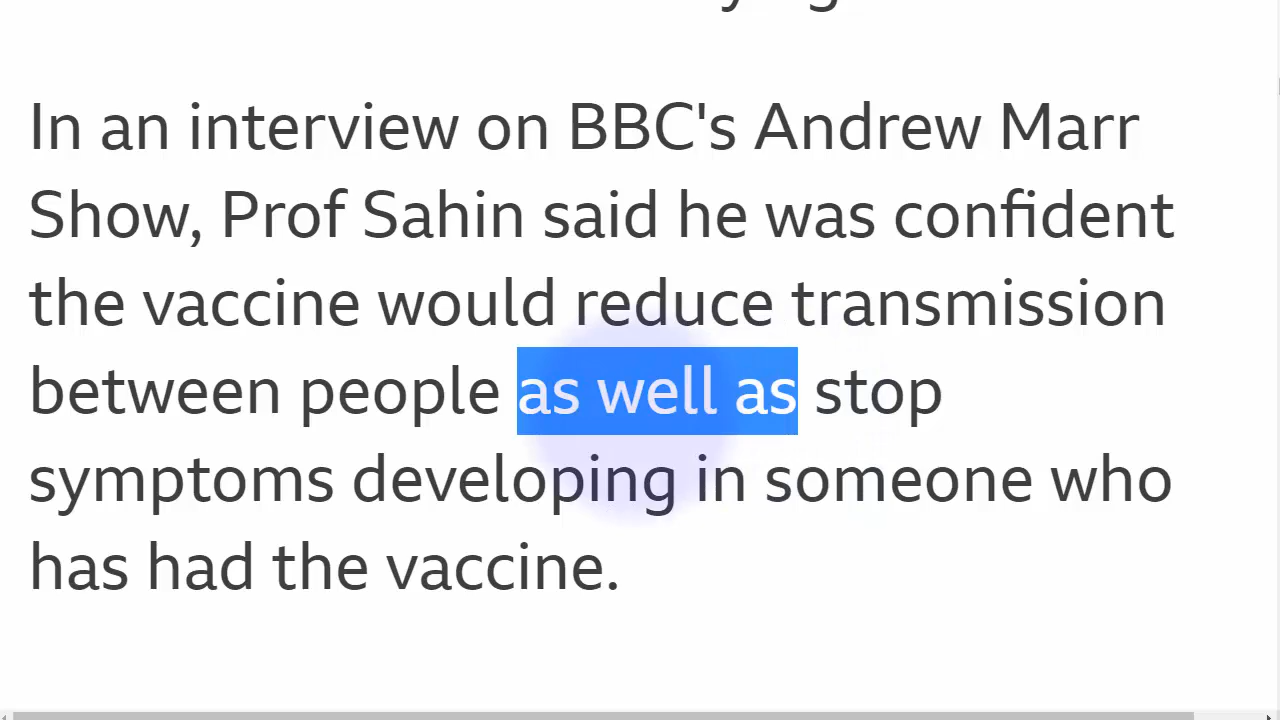 In an interview on BBC's Andrew Marr
Show, Prof Sahin said he was confident
the vaccine would reduce transmission
between people as well as stop
symptoms developing in someone who
has had the vaccine.